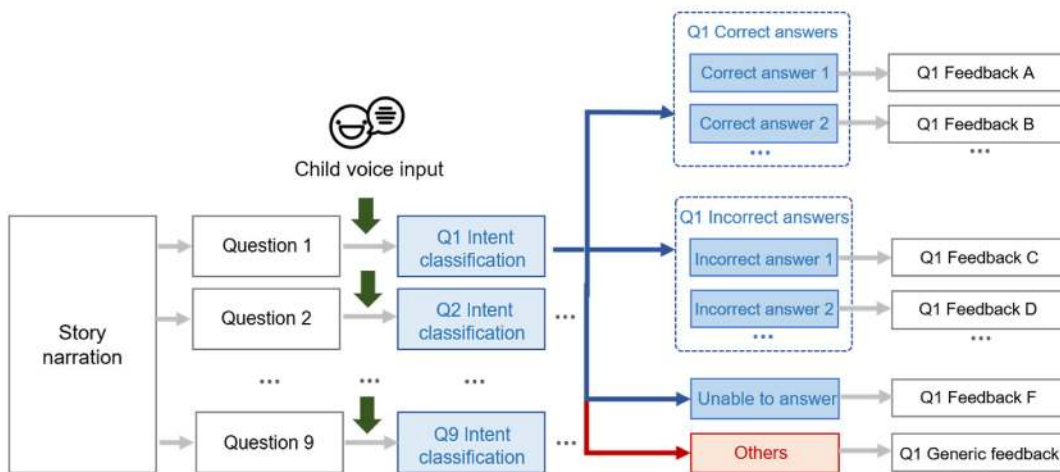 Q1 Correct answers
Correct answer 1
Q1 Feedback A
Correct answer 2
Q1 Feedback B
...
...
Child voice input
Q1 Incorrect answers
Question 1
Q1 Intent
classification
Incorrect answer 1
Q1 Feedback C
Question 2
Q2 Intent
classification
...
Incorrect answer 2
Q1 Feedback D
...
...
Story
narration
...
...
...
Unable to answer
Q1 Feedback F
Question 9
Q9 Intent
classification
...
Others
Q1 Generic feedback